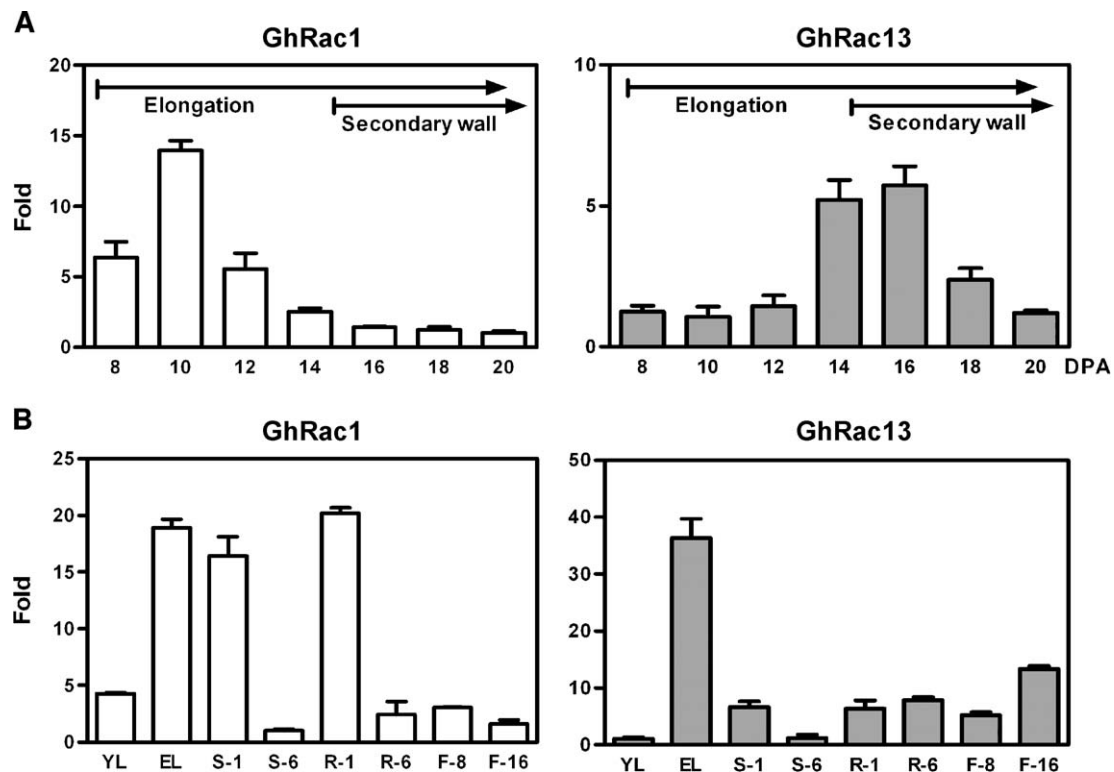 A
GhRac1
GhRac13
20
15
10
5
0
Fold
Elongation
Secondary wall
8 10 12 14 16 18 20
10
5
0
Elongation
Secondary wall
8 10 12 14 16 18 20 DPA
B
GhRac1
GhRac13
25
20
15
10
5
0
Fold
YL EL S-1 S-6 R-1 R-6 F-8 F-16
50
40
30
20
10
0
YL EL S-1 S-6 R-1 R-6 F-8 F-16